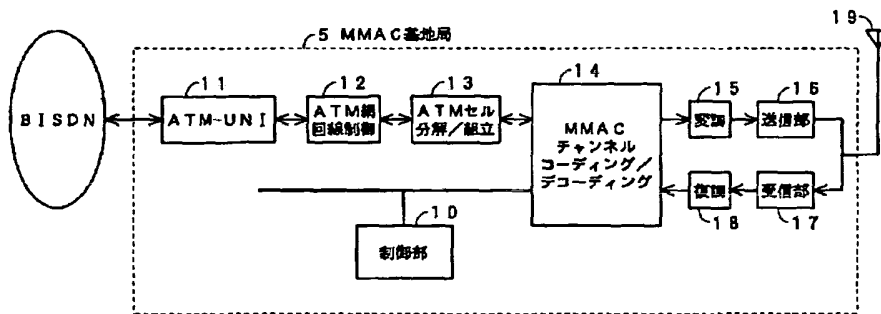 19
5 MMAC基地局
11
12
13
14
15
16
BISDN
ATM-UNI
ATM網
回線制御
ATMセル
分解/組立
MMAC
チャンネル
コーディング/
デコーディング
変調
送信部
復調
受信部
18
17
10
制御部